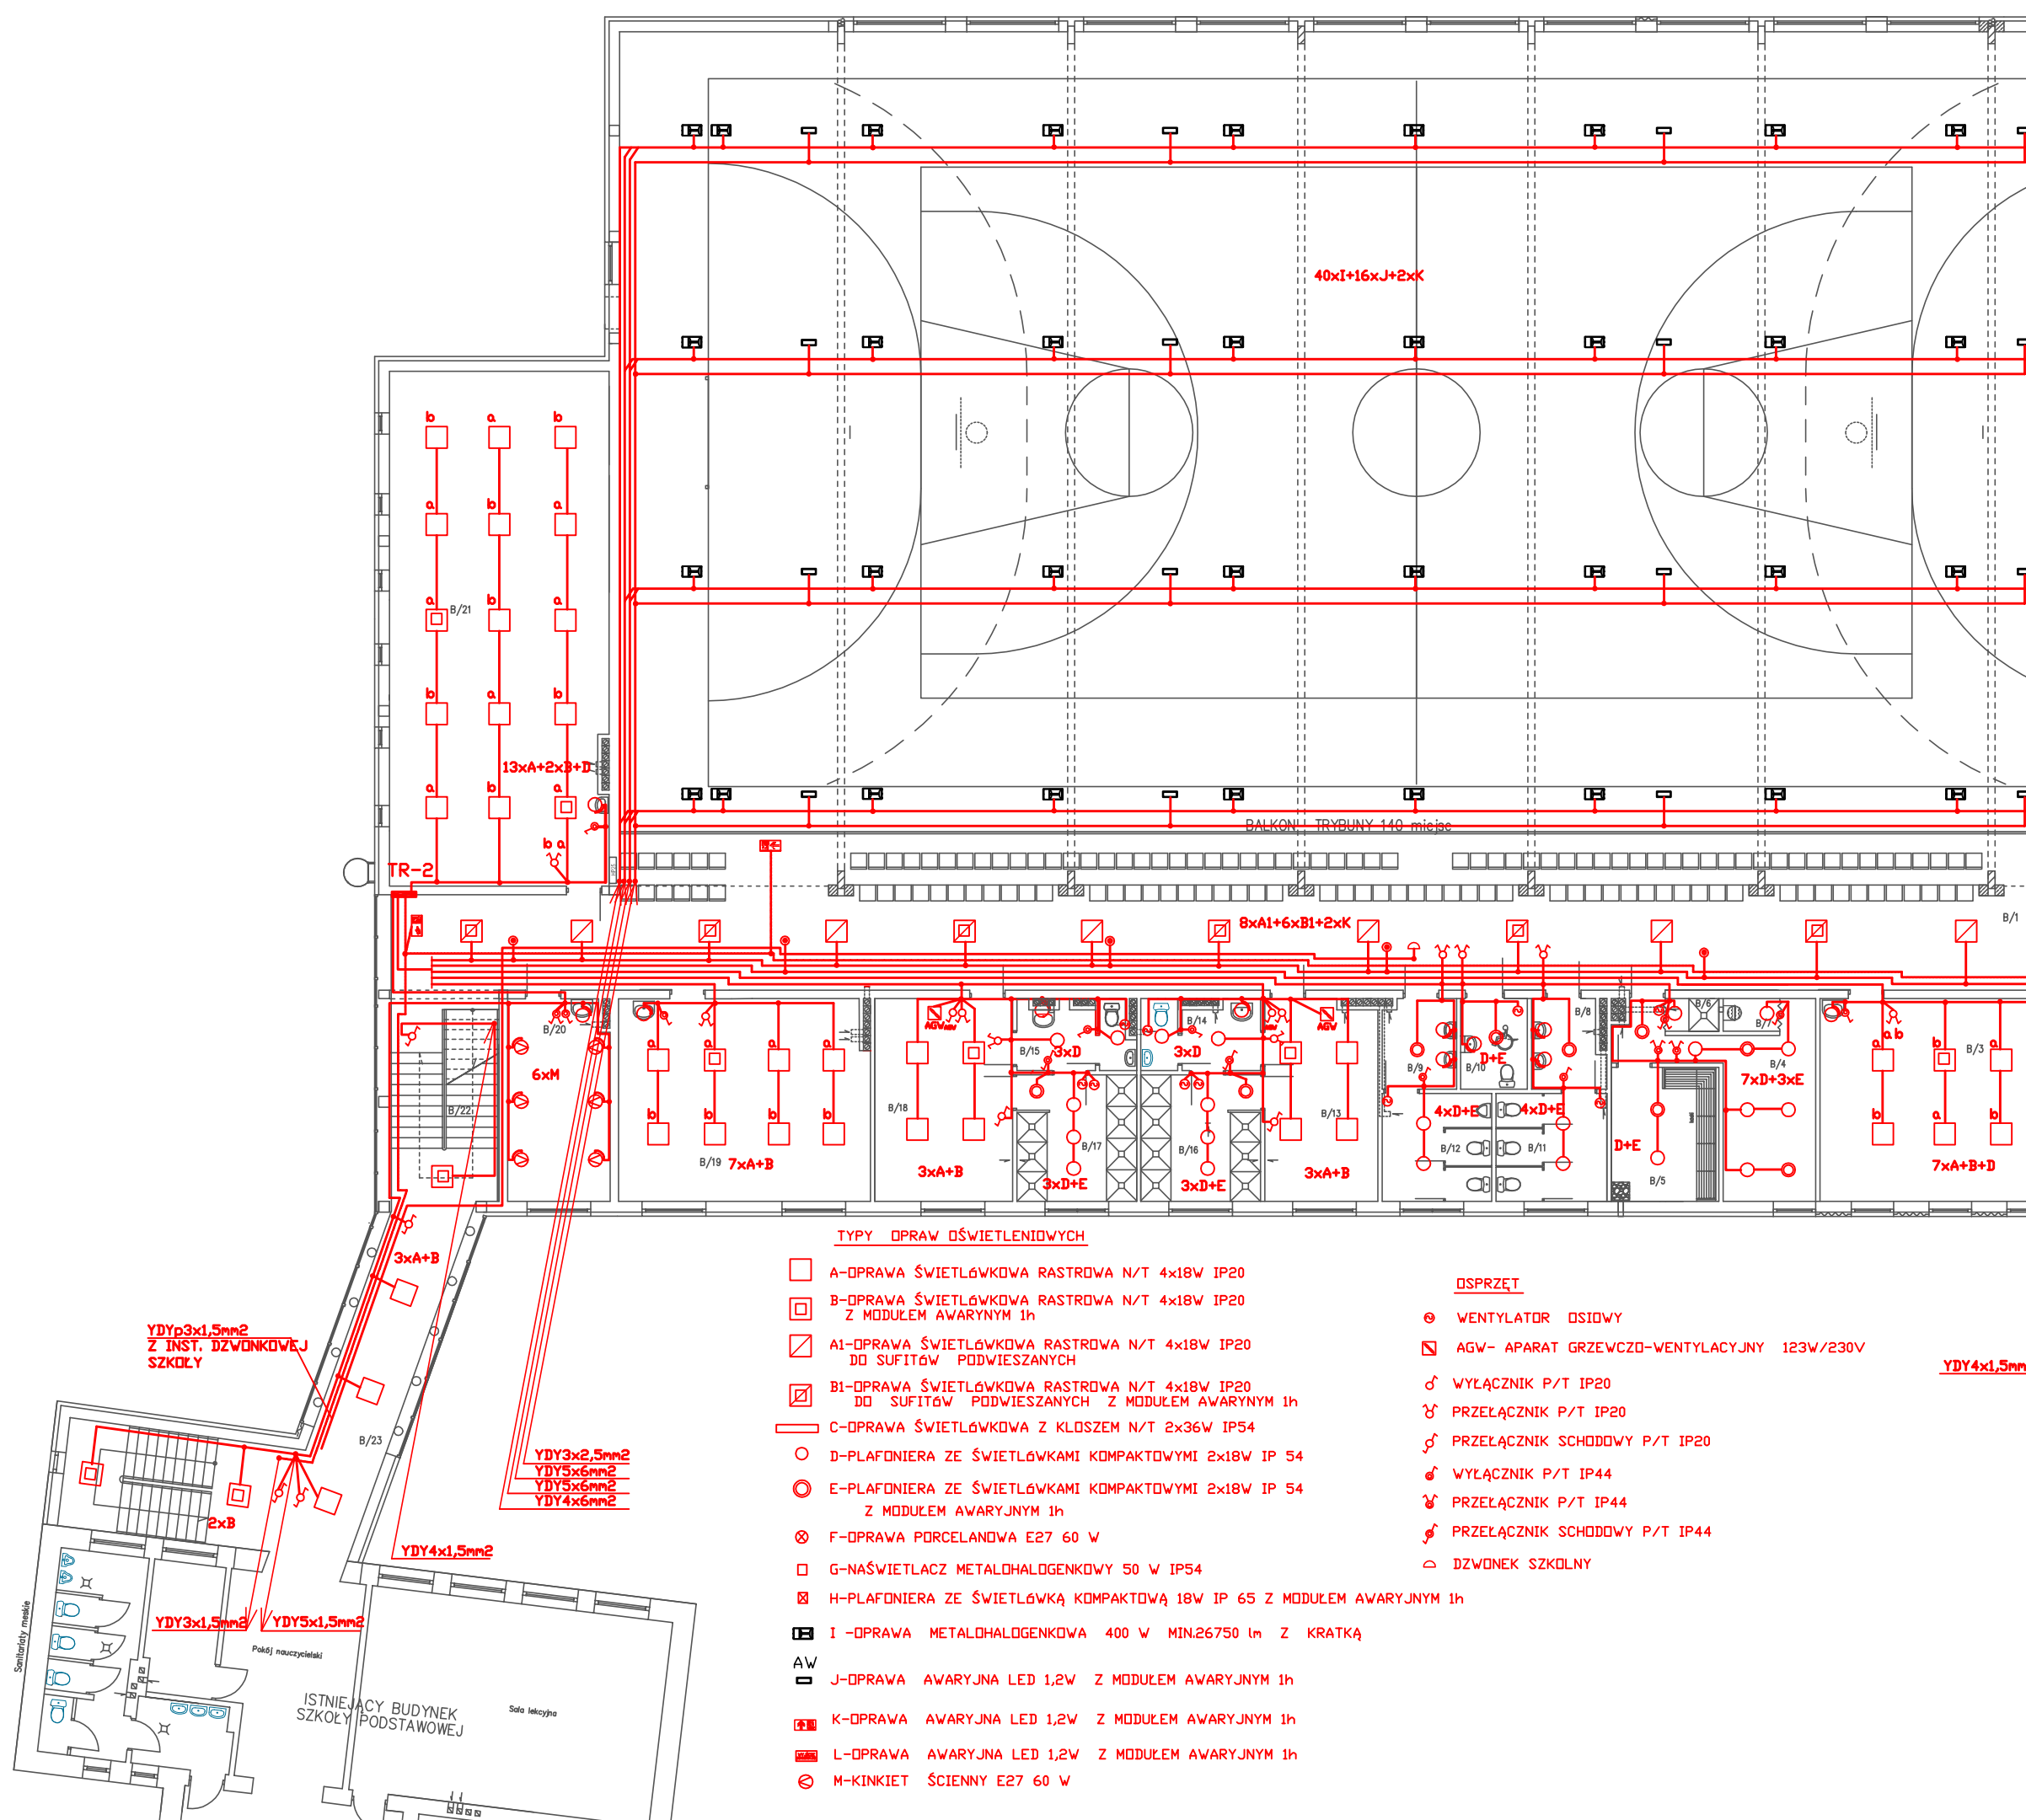 40xI+16xJ+2xK
b a b
a b a
a b a
B/21
b a b
13xA+2xB+D
a b a
b a
BALKON TRYBUNY 140 miejsc
TR-2
8xA1+6xB1+2xK
B/1
B/20
6xM
B/22
a a a a
b b b b
B/19 7xA+B
AGW
B/18
3xA+B
B/15
3xD
B/17
3xD+E
B/14
3xD
B/16
3xD+E
AGW
B/13
3xA+B
B/9
D+E
B/10
B/8
4xD+E
4xD+E
B/12
B/11
B/6
B/7
B/4
7xD+3xE
D+E
B/5
a b
B/3
a b a
b a b
7xA+B+D
3xA+B
YDYp3x1,5mm2
Z INST. DZWONKOWEJ
SZKOŁY
B/23
2xB
YDY3x2,5mm2
YDY5x6mm2
YDY5x6mm2
YDY4x6mm2
YDY4x1,5mm2
YDY3x1,5mm2
YDY5x1,5mm2
Sanitariaty meskie
Pokój nauczycielski
ISTNIEJĄCY BUDYNEK
SZKOŁY PODSTAWOWEJ
Sala lekcyjna
TYPY OPRAW OŚWIETLENIOWYCH
A-OPRAWA ŚWIETLóWKOWA RASTROWA N/T 4x18W IP20
B-OPRAWA ŚWIETLóWKOWA RASTROWA N/T 4x18W IP20
Z MODUŁEM AWARYNYM 1h
A1-OPRAWA ŚWIETLóWKOWA RASTROWA N/T 4x18W IP20
DO SUFITóW PODWIESZANYCH
B1-OPRAWA ŚWIETLóWKOWA RASTROWA N/T 4x18W IP20
DO SUFITóW PODWIESZANYCH Z MODUŁEM AWARYNYM 1h
C-OPRAWA ŚWIETLóWKOWA Z KLOSZEM N/T 2x36W IP54
D-PLAFONIERA ZE ŚWIETLóWKAMI KOMPAKTOWYMI 2x18W IP 54
E-PLAFONIERA ZE ŚWIETLóWKAMI KOMPAKTOWYMI 2x18W IP 54
Z MODUŁEM AWARYJNYM 1h
F-OPRAWA PORCELANOWA E27 60 W
G-NAŚWIETLACZ METALOHALOGENKOWY 50 W IP54
H-PLAFONIERA ZE ŚWIETLóWKĄ KOMPAKTOWĄ 18W IP 65 Z MODUŁEM AWARYJNYM 1h
I -OPRAWA METALOHALOGENKOWA 400 W MIN.26750 lm Z KRATKĄ
AW
J-OPRAWA AWARYJNA LED 1,2W Z MODUŁEM AWARYJNYM 1h
K-OPRAWA AWARYJNA LED 1,2W Z MODUŁEM AWARYJNYM 1h
L-OPRAWA AWARYJNA LED 1,2W Z MODUŁEM AWARYJNYM 1h
M-KINKIET ŚCIENNY E27 60 W
OSPRZĘT
WENTYLATOR OSIOWY
AGW- APARAT GRZEWCZO-WENTYLACYJNY 123W/230V
WYŁĄCZNIK P/T IP20
PRZEŁĄCZNIK P/T IP20
PRZEŁĄCZNIK SCHODOWY P/T IP20
WYŁĄCZNIK P/T IP44
PRZEŁĄCZNIK P/T IP44
PRZEŁĄCZNIK SCHODOWY P/T IP44
DZWONEK SZKOLNY
YDY4x1,5mm